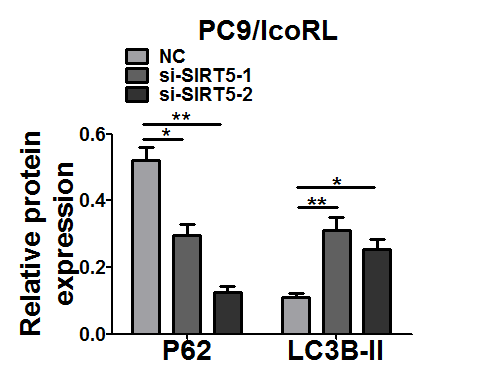 PC9/IcoRL
NC
si-SIRT5-1
si-SIRT5-2
Relative protein
expression
0.6
0.4
0.2
0.0
**
*
*
**
P62
LC3B-II